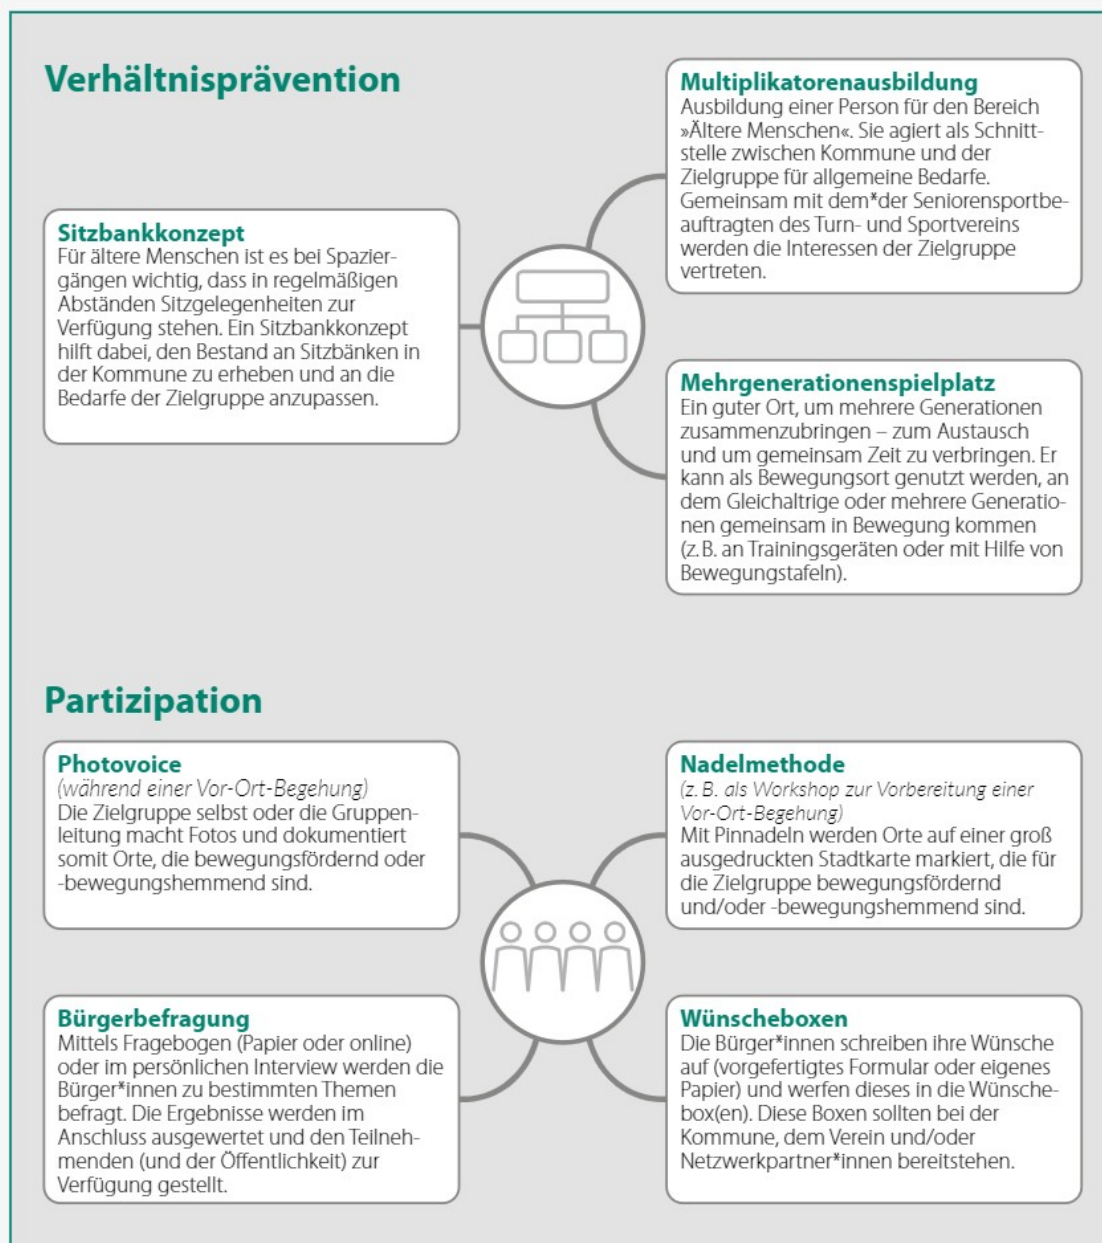 Verhältnisprävention
Sitzbankkonzept
Für ältere Menschen ist es bei Spazier-
gängen wichtig, dass in regelmäßigen
Abständen Sitzgelegenheiten zur
Verfügung stehen. Ein Sitzbankkonzept
hilft dabei, den Bestand an Sitzbänken in
der Kommune zu erheben und an die
Bedarfe der Zielgruppe anzupassen.
Multiplikatorenausbildung
Ausbildung einer Person für den Bereich
»Ältere Menschen«. Sie agiert als Schnitt-
stelle zwischen Kommune und der
Zielgruppe für allgemeine Bedarfe.
Gemeinsam mit dem*der Seniorensportbe-
auftragten des Turn- und Sportvereins
werden die Interessen der Zielgruppe
vertreten.
Mehrgenerationenspielplatz
Ein guter Ort, um mehrere Generationen
zusammenzubringen – zum Austausch
und um gemeinsam Zeit zu verbringen. Er
kann als Bewegungsort genutzt werden, an
dem Gleichaltrige oder mehrere Generatio-
nen gemeinsam in Bewegung kommen
(z. B. an Trainingsgeräten oder mit Hilfe von
Bewegungstafeln).
Partizipation
Photovoice
(während einer Vor-Ort-Begehung)
Die Zielgruppe selbst oder die Gruppen-
leitung macht Fotos und dokumentiert
somit Orte, die bewegungsfördernd oder
-bewegungshemmend sind.
Nadelmethode
(z. B. als Workshop zur Vorbereitung einer
Vor-Ort-Begehung)
Mit Pinnadeln werden Orte auf einer groß
ausgedruckten Stadtkarte markiert, die für
die Zielgruppe bewegungsfördernd
und/oder -bewegungshemmend sind.
Bürgerbefragung
Mittels Fragebogen (Papier oder online)
oder im persönlichen Interview werden die
Bürger*innen zu bestimmten Themen
befragt. Die Ergebnisse werden im
Anschluss ausgewertet und den Teilneh-
menden (und der Öffentlichkeit) zur
Verfügung gestellt.
Wünscheboxen
Die Bürger*innen schreiben ihre Wünsche
auf (vorgefertigtes Formular oder eigenes
Papier) und werfen dieses in die Wünsche-
box(en). Diese Boxen sollten bei der
Kommune, dem Verein und/oder
Netzwerkpartner*innen bereitstehen.